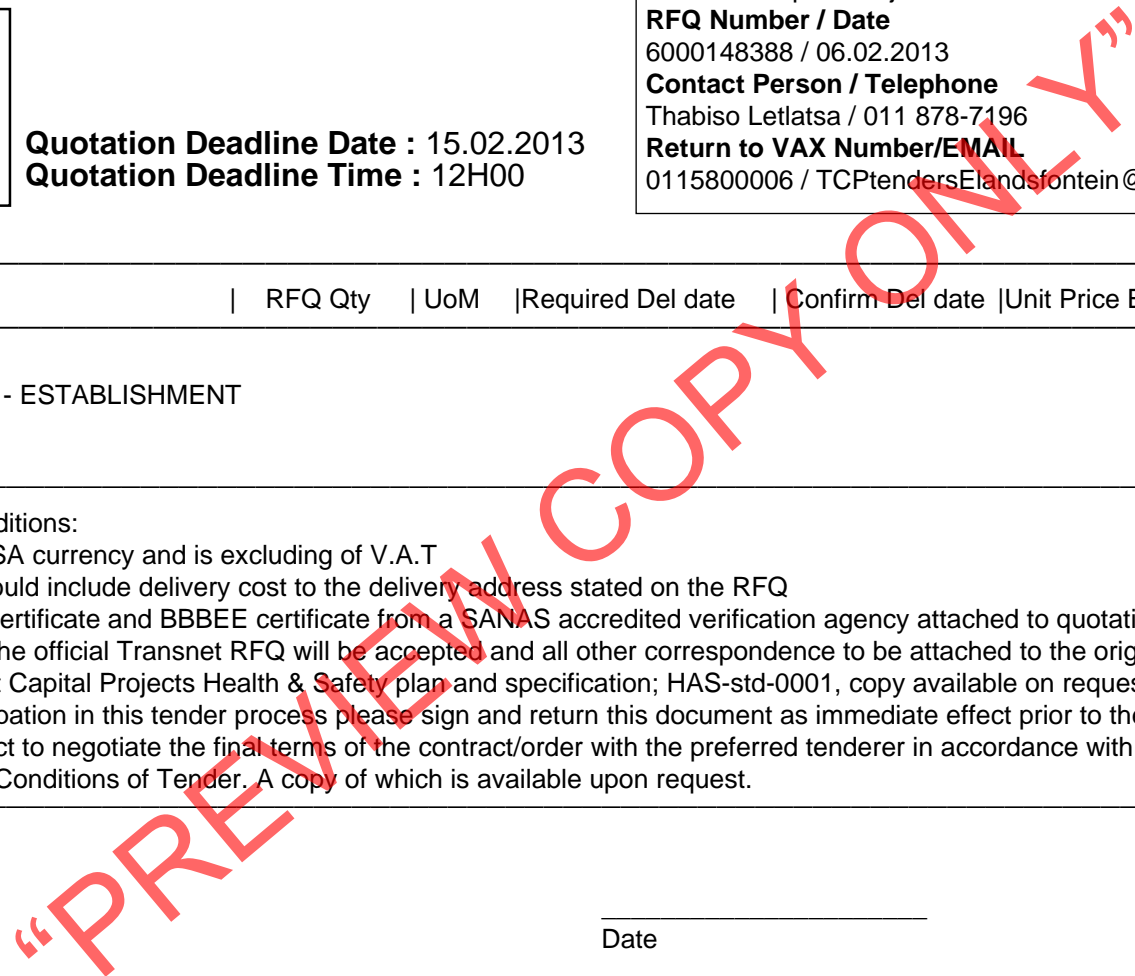 RFQ Number / Date
6000148388 / 06.02.2013
Contact Person / Telephone
Thabiso Letlatsa / 011 878-7196
Return to VAX Number/EMAIL
0115800006 / TCPtendersElandsfontein@
Quotation Deadline Date : 15.02.2013
Quotation Deadline Time : 12H00
| RFQ Qty | UoM |Required Del date | Confirm Del date |Unit Price
- ESTABLISHMENT
ditions:
SA currency and is excluding of V.A.T
ould include delivery cost to the delivery address stated on the RFQ
ertificate and BBBEE certificate from a SANAS accredited verification agency attached to quotati
he official Transnet RFQ will be accepted and all other correspondence to be attached to the orig
t Capital Projects Health & Safety plan and specification; HAS-std-0001, copy available on reques
pation in this tender process please sign and return this document as immediate effect prior to the
ct to negotiate the final terms of the contract/order with the preferred tenderer in accordance with
Conditions of Tender. A copy of which is available upon request.
Date
“PREVIEW COPY ONLY”